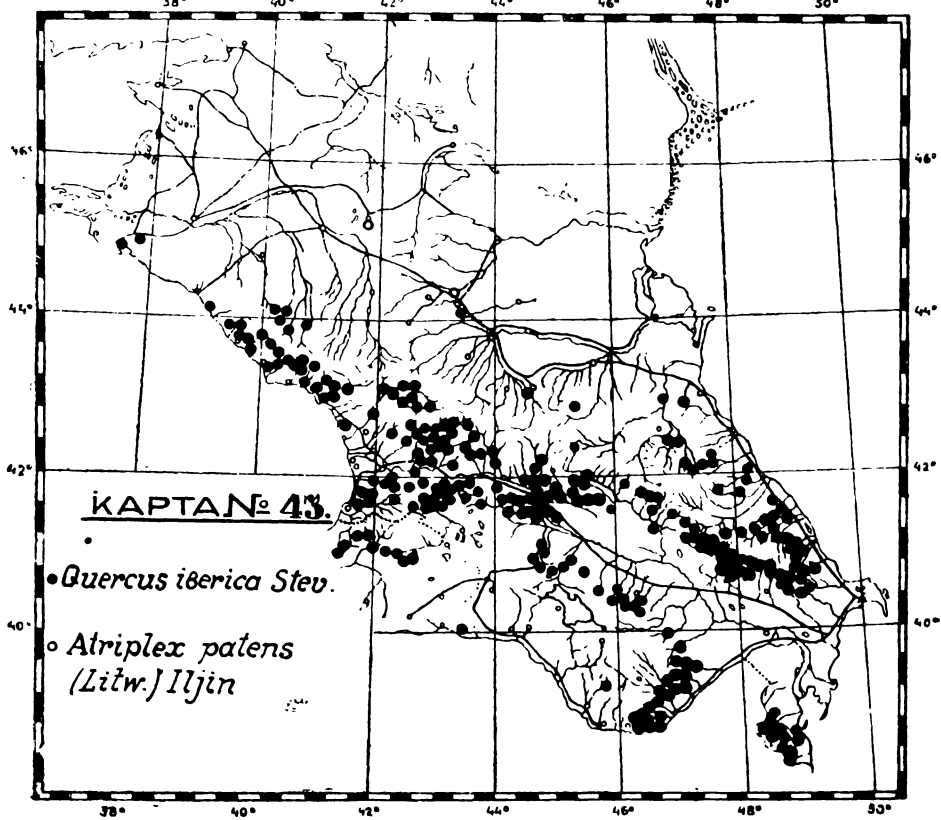 38° 40° 42° 44° 46° 48° 50°
46° 46°
44° 44°
42° 42°
КАРТА № 43.
Quercus iberica Stev.
40° 40°
Atriplex patens
(Litw.) Iljin
38° 40° 42° 44° 46° 48° 50°